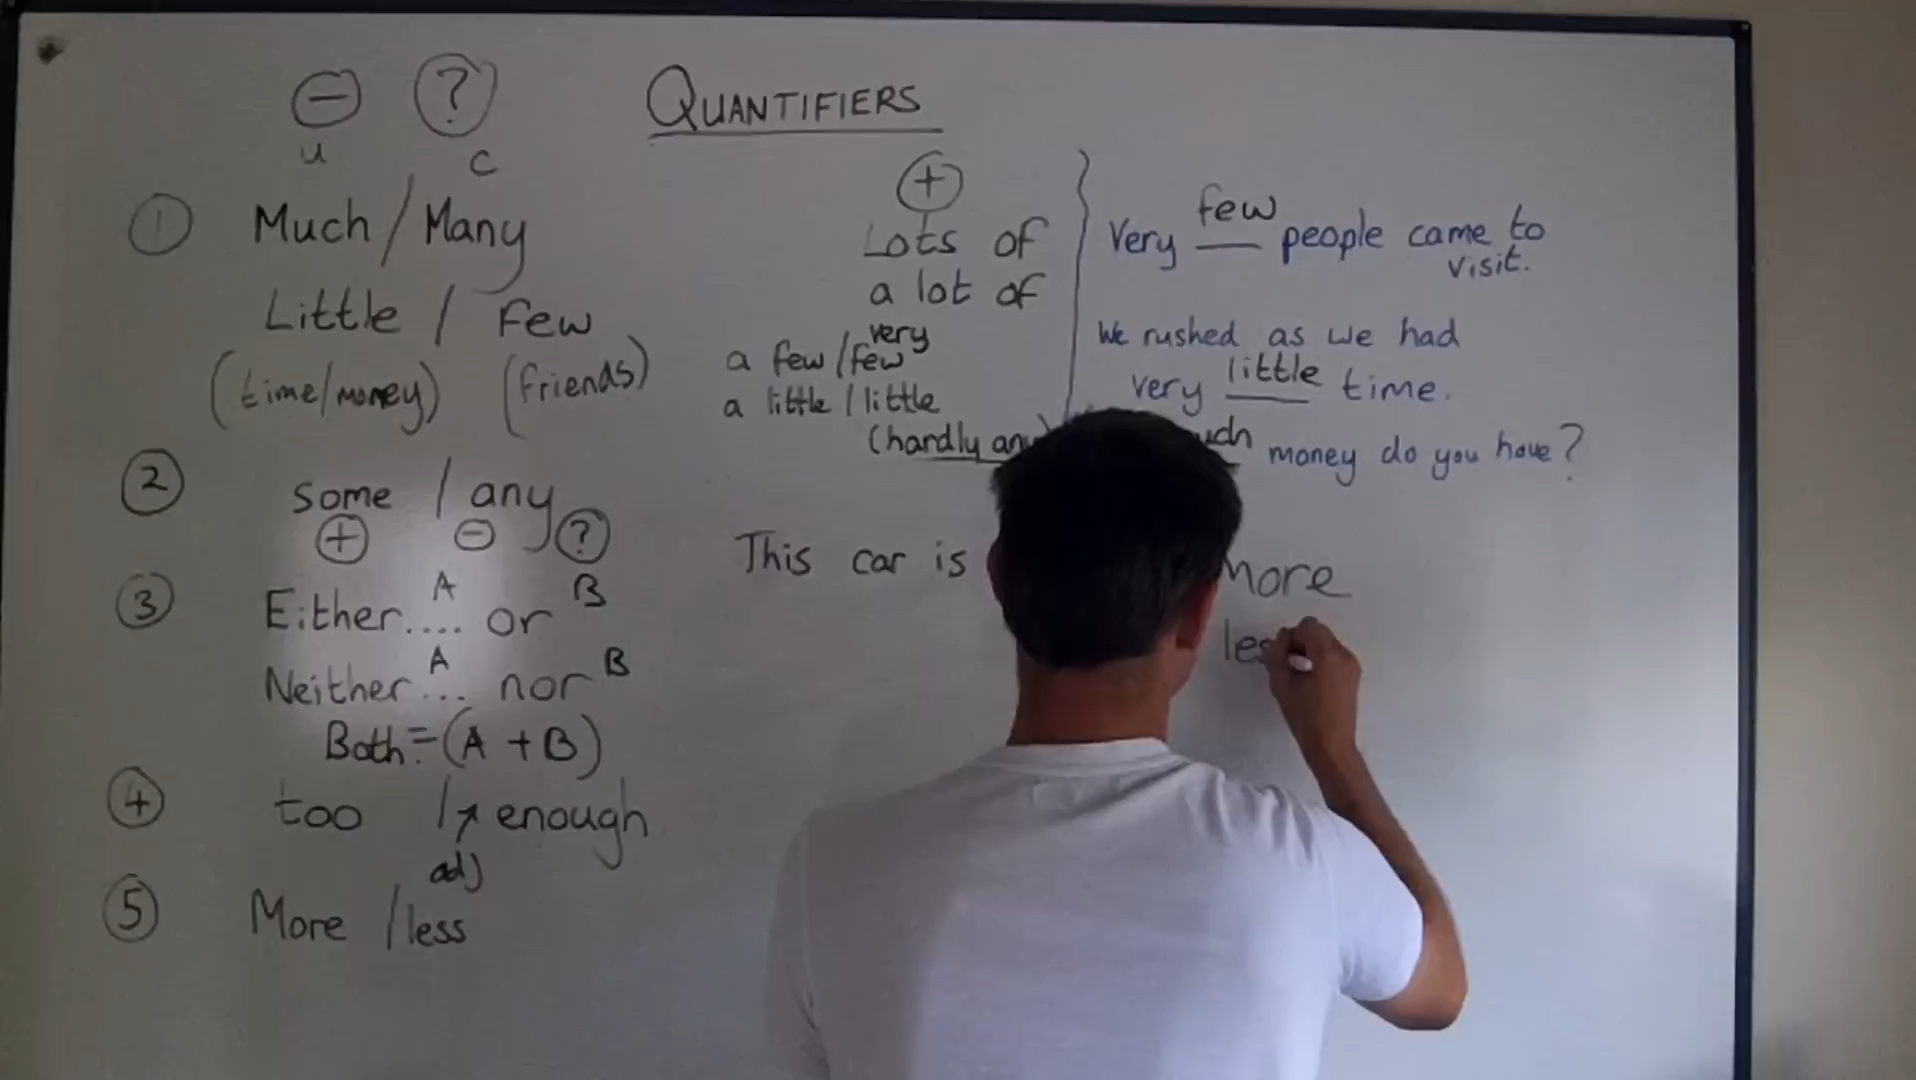 QUANTIFIERS
− ?
u c
① Much / Many
Little / Few
(time/money) (friends)
② some / any
+ − ?
③ Either.... A or B
Neither... A nor B
Both = (A + B)
④ too / enough
adj
⑤ More / less
+
Lots of
a lot of
very
a few / few
a little / little
(hardly
Very few people came to
visit.
We rushed as we had
very little time.
money do you have?
This car is
more